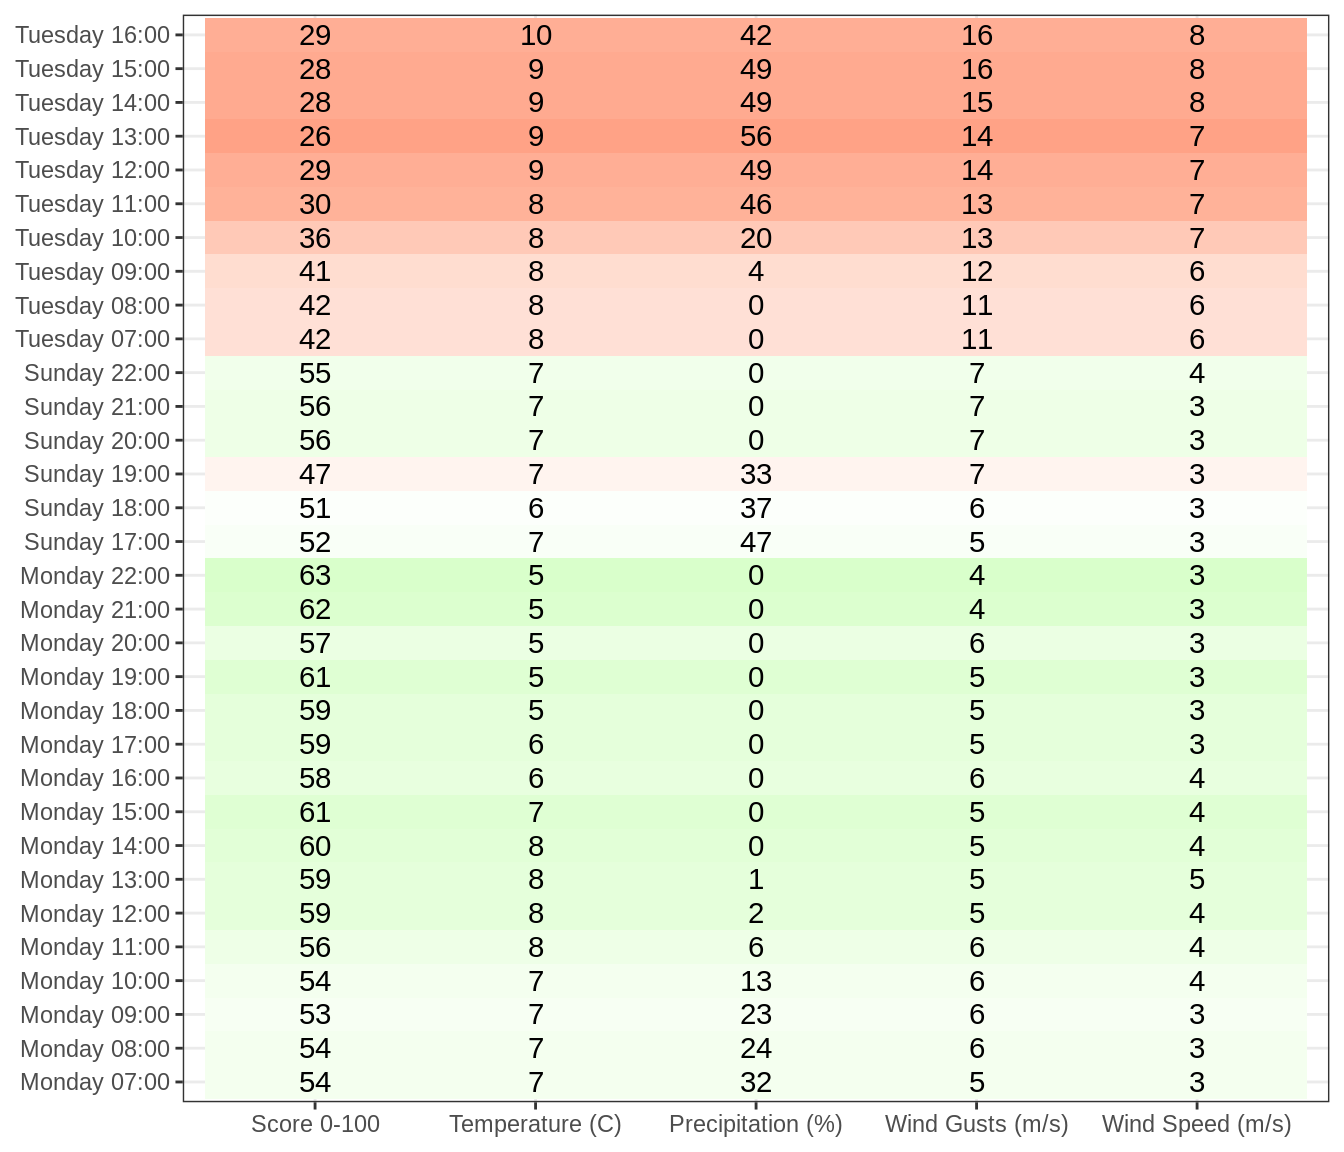 Tuesday 16:00 29 10 42 16 8
Tuesday 15:00 28 9 49 16 8
Tuesday 14:00 28 9 49 15 8
Tuesday 13:00 26 9 56 14 7
Tuesday 12:00 29 9 49 14 7
Tuesday 11:00 30 8 46 13 7
Tuesday 10:00 36 8 20 13 7
Tuesday 09:00 41 8 4 12 6
Tuesday 08:00 42 8 0 11 6
Tuesday 07:00 42 8 0 11 6
Sunday 22:00 55 7 0 7 4
Sunday 21:00 56 7 0 7 3
Sunday 20:00 56 7 0 7 3
Sunday 19:00 47 7 33 7 3
Sunday 18:00 51 6 37 6 3
Sunday 17:00 52 7 47 5 3
Monday 22:00 63 5 0 4 3
Monday 21:00 62 5 0 4 3
Monday 20:00 57 5 0 6 3
Monday 19:00 61 5 0 5 3
Monday 18:00 59 5 0 5 3
Monday 17:00 59 6 0 5 3
Monday 16:00 58 6 0 6 4
Monday 15:00 61 7 0 5 4
Monday 14:00 60 8 0 5 4
Monday 13:00 59 8 1 5 5
Monday 12:00 59 8 2 5 4
Monday 11:00 56 8 6 6 4
Monday 10:00 54 7 13 6 4
Monday 09:00 53 7 23 6 3
Monday 08:00 54 7 24 6 3
Monday 07:00 54 7 32 5 3
Score 0-100 Temperature (C) Precipitation (%) Wind Gusts (m/s) Wind Speed (m/s)